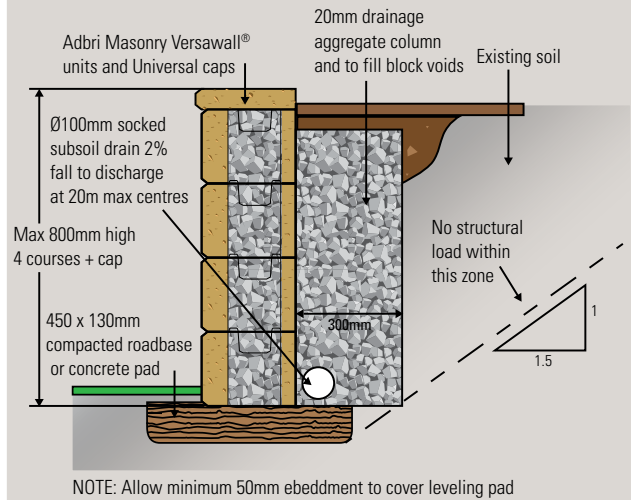 Adbri Masonry Versawall®
units and Universal caps
20mm drainage
aggregate column
and to fill block voids
Existing soil
Ø100mm socked
subsoil drain 2%
fall to discharge
at 20m max centres
Max 800mm high
4 courses + cap
No structural
load within
this zone
450 x 130mm
compacted roadbase
or concrete pad
300mm
1
1.5
NOTE: Allow minimum 50mm ebeddment to cover leveling pad